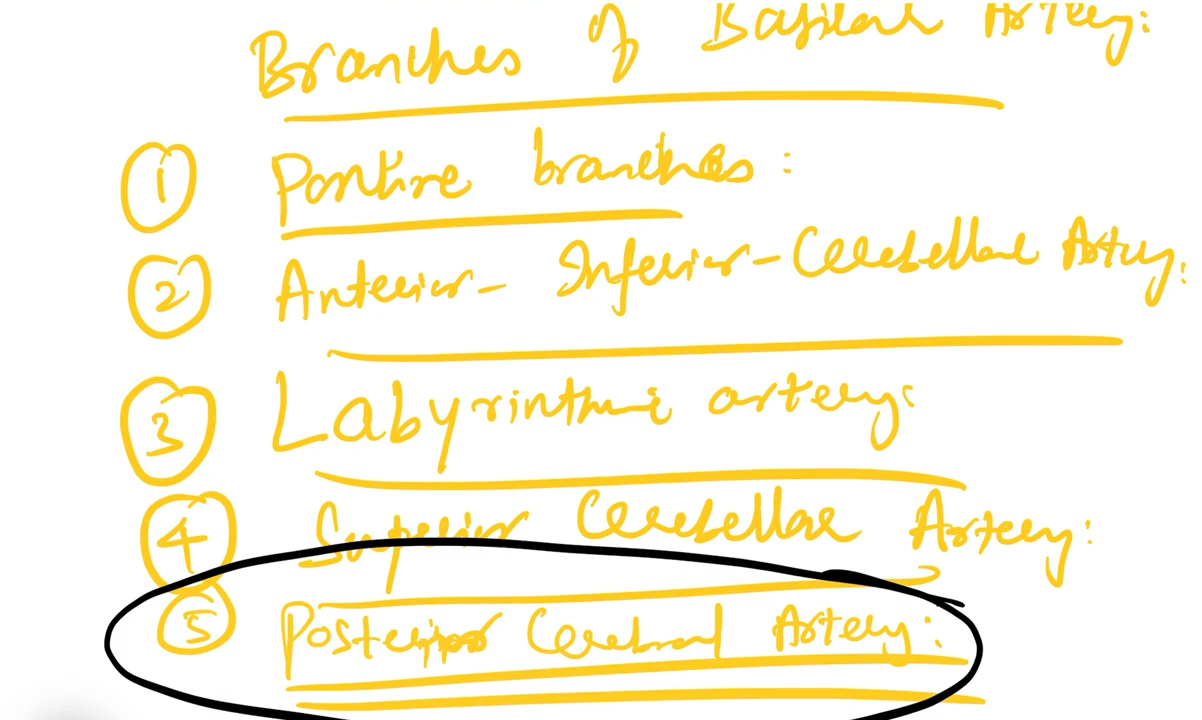 Branches of Basilar Artery:
1 Pontine branches:
2 Anterior-Inferior-Cerebellar Artery:
3 Labyrinthine artery:
4 Superior Cerebellar Artery:
5 Posterior Cerebral Artery: